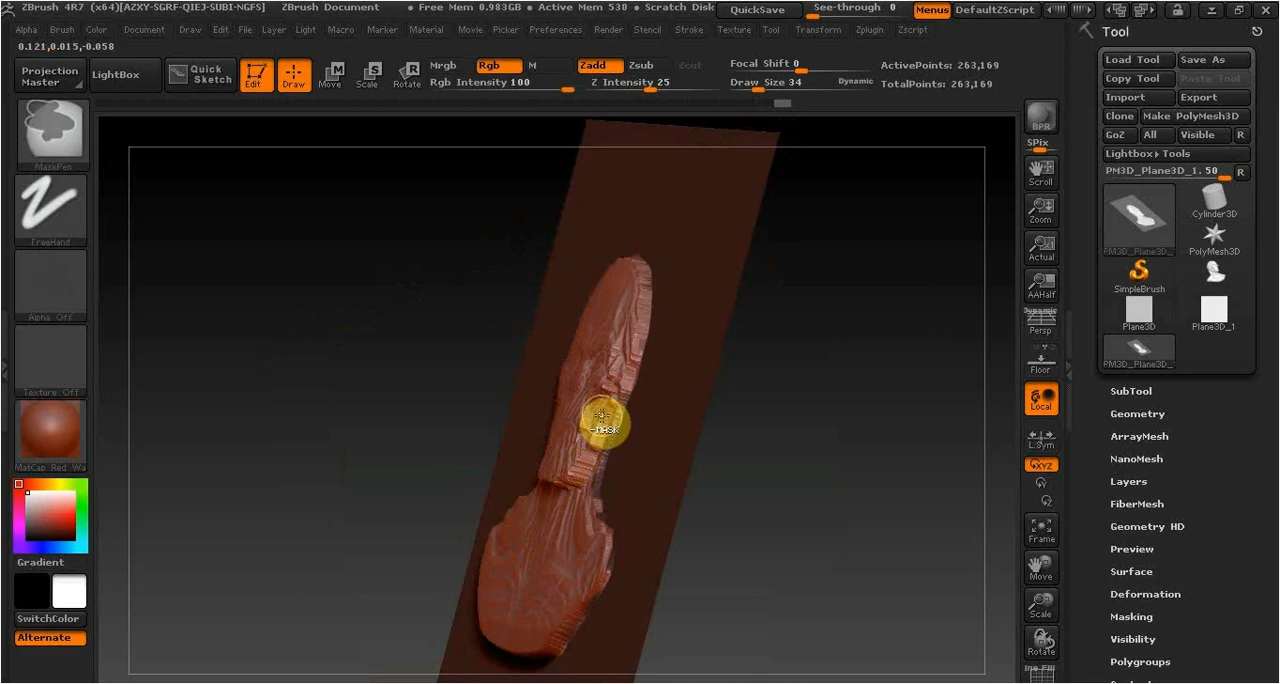 ZBrush 4R7 (x64)[AZXY-SGRF-QIEJ-SUBI-NGFS] ZBrush Document • Free Mem 0.983GB • Active Mem 530 • Scratch Disk QuickSave See-through 0 Menus DefaultZScript
Alpha Brush Color Document Draw Edit File Layer Light Macro Marker Material Movie Picker Preferences Render Stencil Stroke Texture Tool Transform Zplugin Zscript
0.121,0.015,-0.058
Projection Master
LightBox
Quick Sketch
Edit
Draw
Move
Scale
Rotate
Mrgb Rgb M
Rgb Intensity 100
Zadd Zsub Zcut
Z Intensity 25
Focal Shift 0
Draw Size 34
Dynamic
ActivePoints: 263,169
TotalPoints: 263,169
MaskPen
FreeHand
Alpha Off
Texture Off
MatCap Red Wa
Gradient
SwitchColor
Alternate
-MASK
BPR
SPix
Scroll
Zoom
Actual
AAHalf
Dynamic
Persp
Floor
Local
L.Sym
XYZ
Y
Z
Frame
Move
Scale
Rotate
Tool
Load Tool Save As
Copy Tool Paste Tool
Import Export
Clone Make PolyMesh3D
GoZ All Visible R
Lightbox▸Tools
PM3D_Plane3D_1. 50 R
PM3D_Plane3D_
Cylinder3D
PolyMesh3D
SimpleBrush
Plane3D
Plane3D_1
PM3D_Plane3D_
SubTool
Geometry
ArrayMesh
NanoMesh
Layers
FiberMesh
Geometry HD
Preview
Surface
Deformation
Masking
Visibility
Polygroups